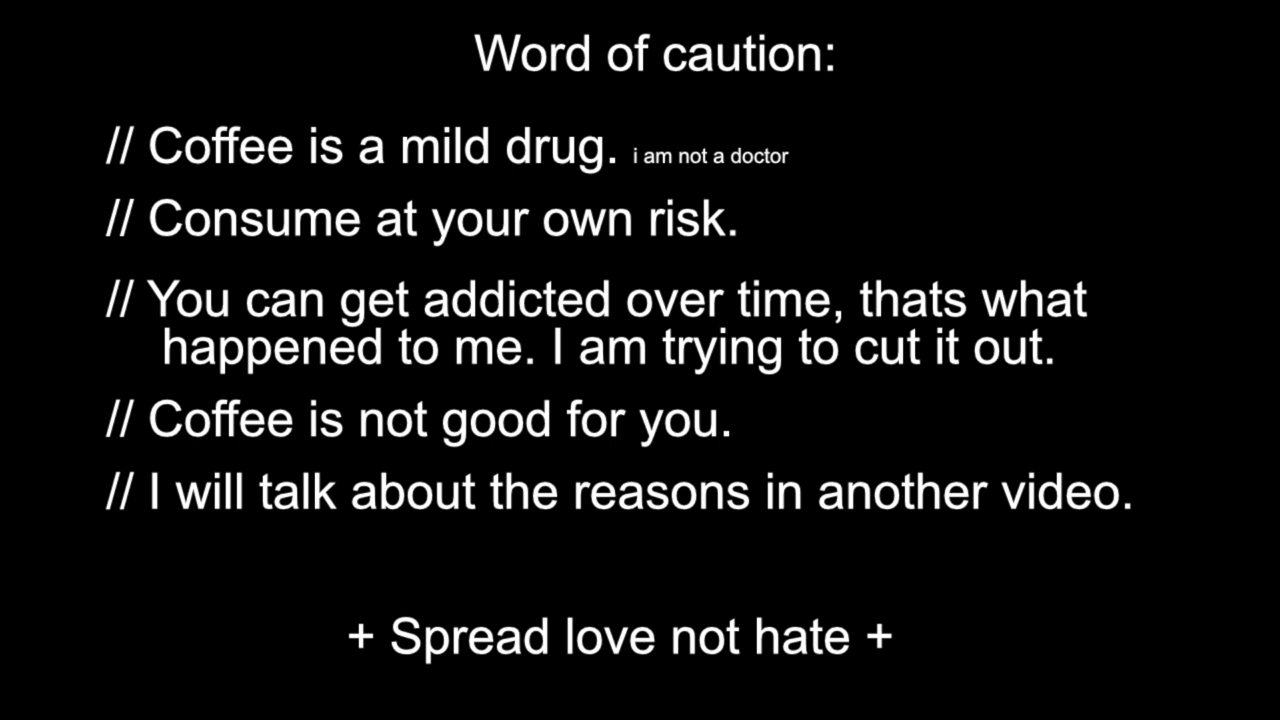 Word of caution:
// Coffee is a mild drug. i am not a doctor
// Consume at your own risk.
// You can get addicted over time, thats what
happened to me. I am trying to cut it out.
// Coffee is not good for you.
// I will talk about the reasons in another video.
+ Spread love not hate +